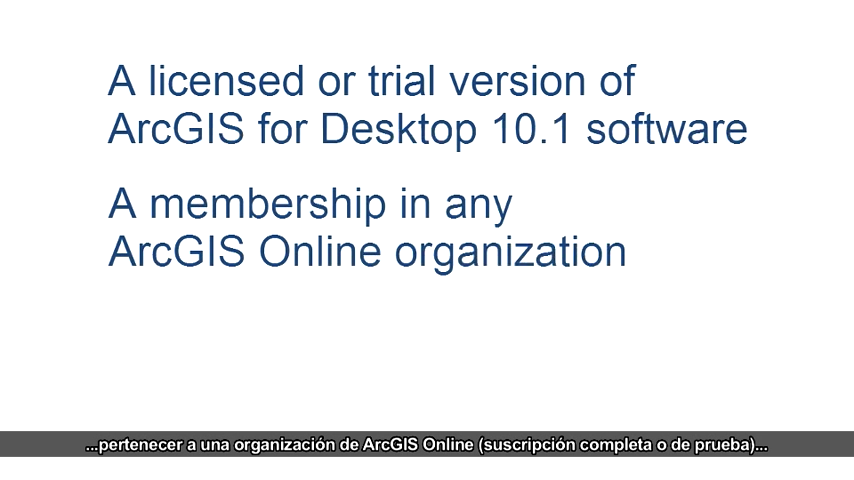 A licensed or trial version of
ArcGIS for Desktop 10.1 software
A membership in any
ArcGIS Online organization
...pertenecer a una organización de ArcGIS Online (suscripción completa o de prueba)...